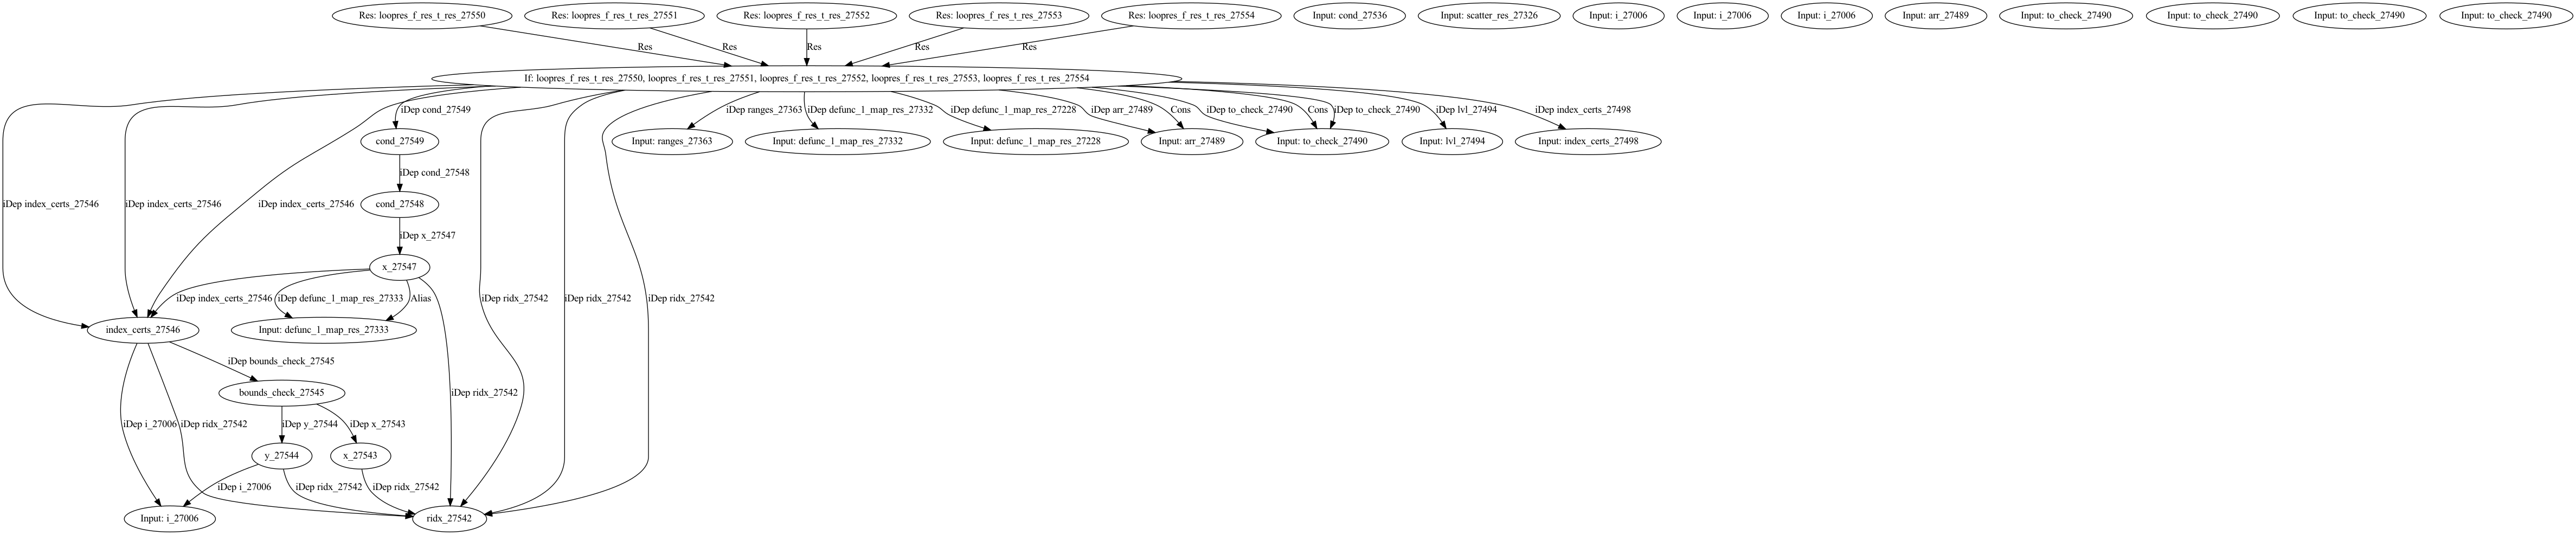 Res: loopres_f_res_t_res_27550
Res: loopres_f_res_t_res_27551
Res: loopres_f_res_t_res_27552
Res: loopres_f_res_t_res_27553
Res: loopres_f_res_t_res_27554
Input: cond_27536
Input: scatter_res_27326
Input: i_27006
Input: i_27006
Input: i_27006
Input: arr_27489
Input: to_check_27490
Input: to_check_27490
Input: to_check_27490
Input: to_check_27490
Res
Res
Res
Res
Res
If: loopres_f_res_t_res_27550, loopres_f_res_t_res_27551, loopres_f_res_t_res_27552, loopres_f_res_t_res_27553, loopres_f_res_t_res_27554
iDep cond_27549
iDep ranges_27363
iDep defunc_1_map_res_27332
iDep defunc_1_map_res_27228
iDep arr_27489
Cons
iDep to_check_27490
Cons
iDep to_check_27490
iDep lvl_27494
iDep index_certs_27498
cond_27549
Input: ranges_27363
Input: defunc_1_map_res_27332
Input: defunc_1_map_res_27228
Input: arr_27489
Input: to_check_27490
Input: lvl_27494
Input: index_certs_27498
iDep cond_27548
iDep index_certs_27546
iDep index_certs_27546
iDep index_certs_27546
cond_27548
iDep x_27547
x_27547
iDep index_certs_27546
iDep defunc_1_map_res_27333
Alias
iDep ridx_27542
iDep ridx_27542
iDep ridx_27542
index_certs_27546
Input: defunc_1_map_res_27333
iDep bounds_check_27545
bounds_check_27545
iDep ridx_27542
iDep i_27006
iDep ridx_27542
iDep y_27544
iDep x_27543
y_27544
x_27543
iDep i_27006
iDep ridx_27542
iDep ridx_27542
Input: i_27006
ridx_27542